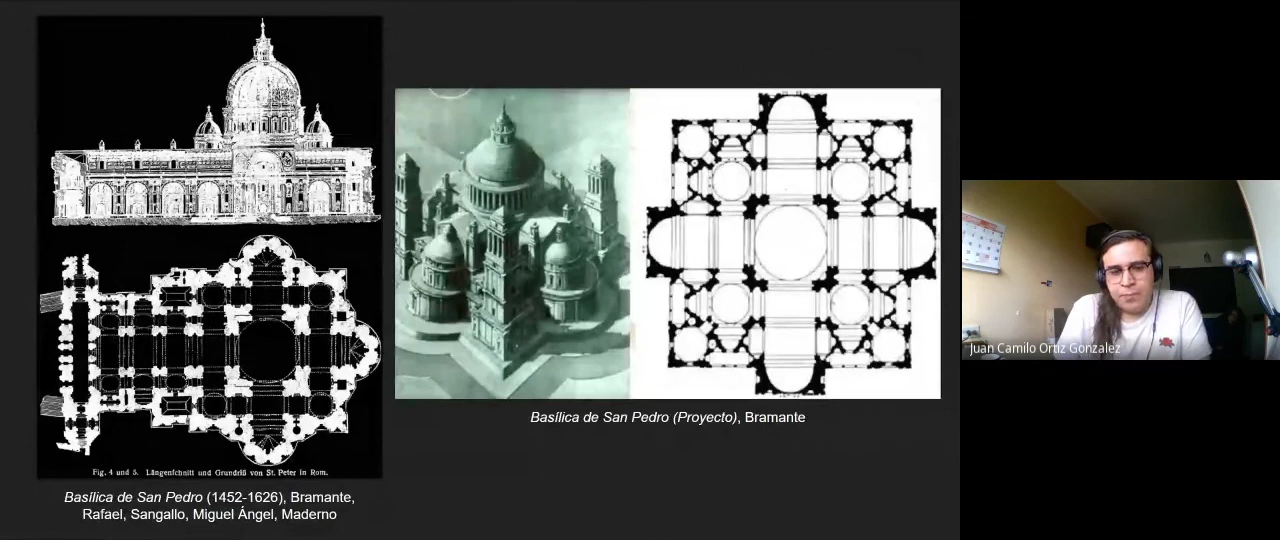 Fig. 4 und 5. Längenſchnitt und Grundriß von St. Peter in Rom.
Basílica de San Pedro (1452-1626), Bramante,
Rafael, Sangallo, Miguel Ángel, Maderno
Basílica de San Pedro (Proyecto), Bramante
Juan Camilo Ortiz Gonzalez